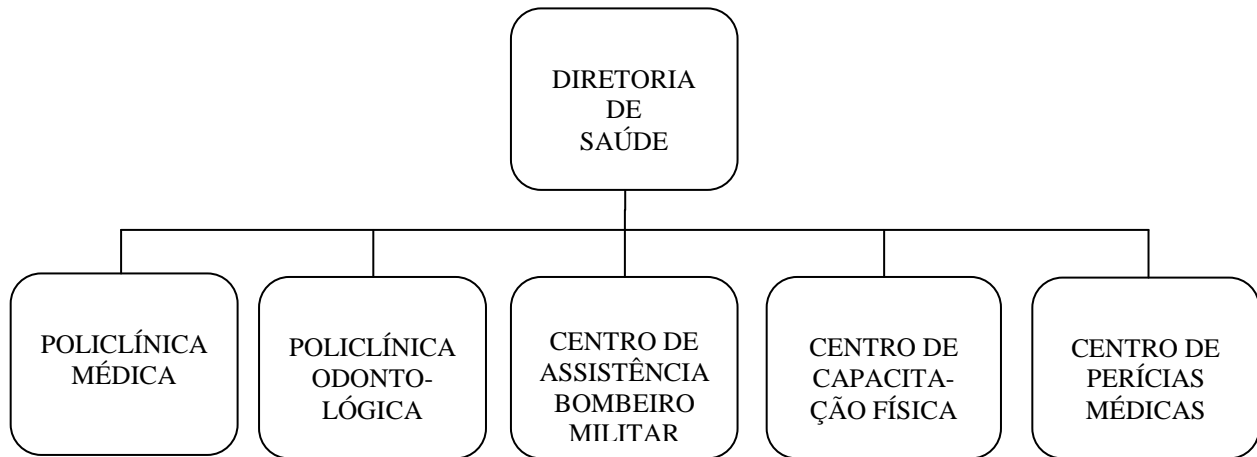 DIRETORIA
DE
SAÚDE
POLICLÍNICA
MÉDICA
POLICLÍNICA
ODONTO-
LÓGICA
CENTRO DE
ASSISTÊNCIA
BOMBEIRO
MILITAR
CENTRO DE
CAPACITA-
ÇÃO FÍSICA
CENTRO DE
PERÍCIAS
MÉDICAS